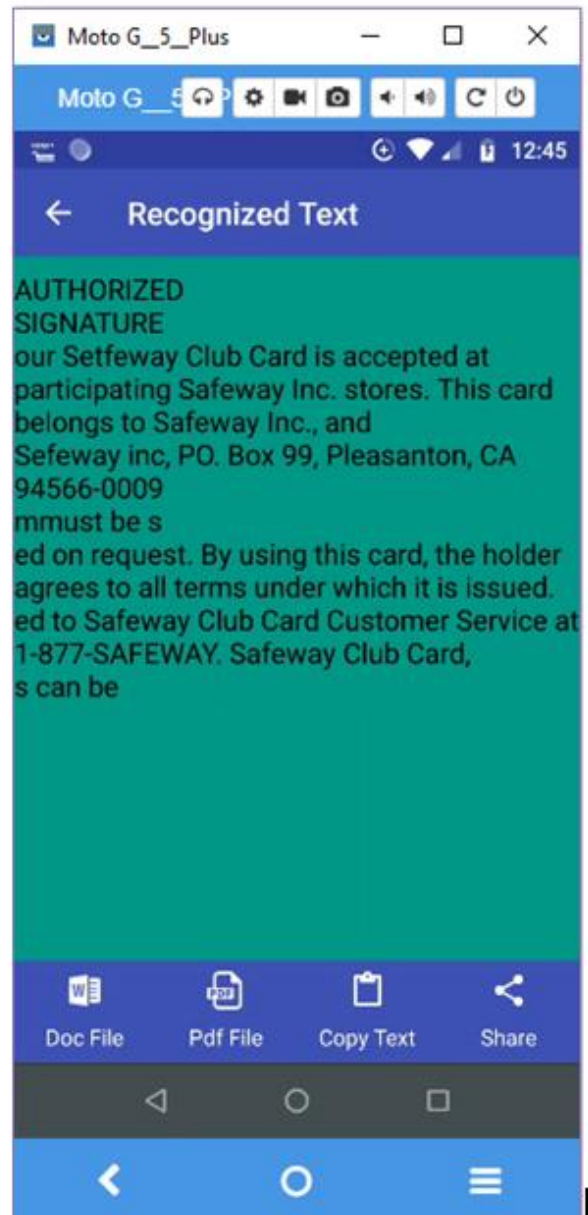 Moto G__5_Plus
Moto G__5 P
12:45
Recognized Text
AUTHORIZED
SIGNATURE
our Setfeway Club Card is accepted at
participating Safeway Inc. stores. This card
belongs to Safeway Inc., and
Sefeway inc, PO. Box 99, Pleasanton, CA
94566-0009
mmust be s
ed on request. By using this card, the holder
agrees to all terms under which it is issued.
ed to Safeway Club Card Customer Service at
1-877-SAFEWAY. Safeway Club Card,
s can be
W PDF
Doc File Pdf File Copy Text Share